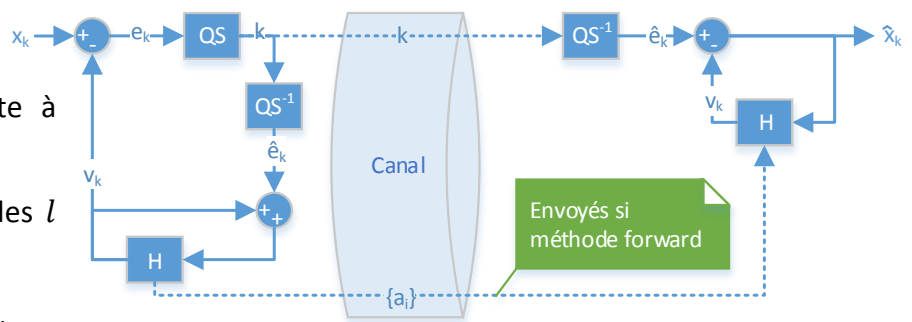 x_k + - e_k QS k k QS⁻¹ ê_k + - x̂_k
QS⁻¹ v_k H
te à
ê_k
Canal
v_k
les l
+ +
Envoyés si
méthode forward
H
{a_i}